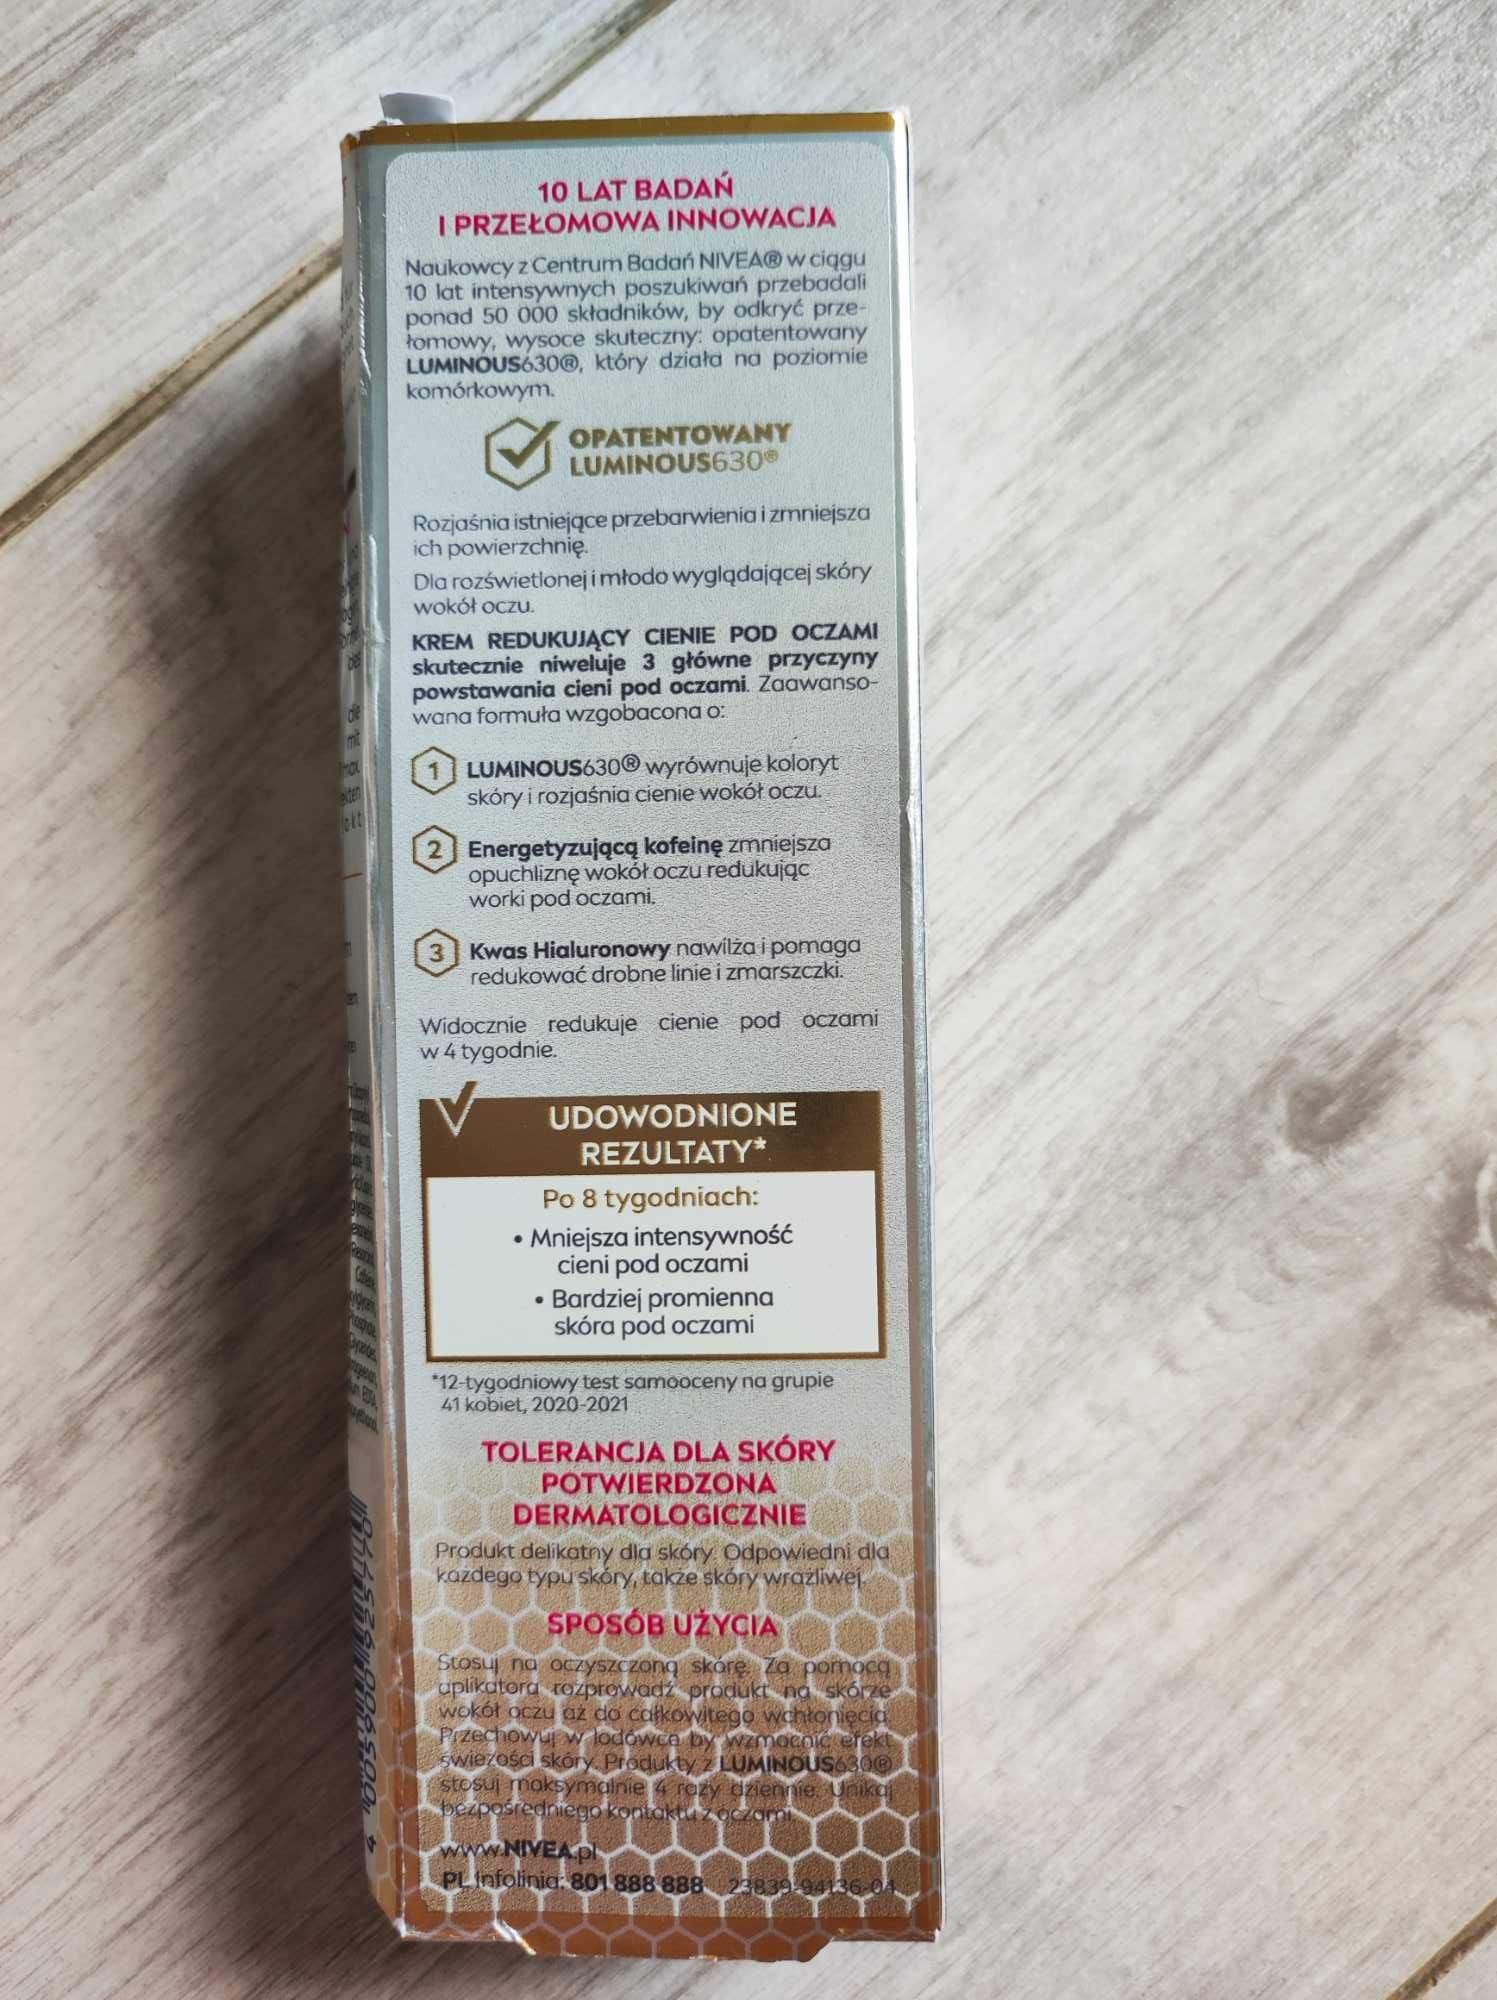 10 LAT BADAŃ
I PRZEŁOMOWA INNOWACJA
Naukowcy z Centrum Badań NIVEA® w ciągu
10 lat intensywnych poszukiwań przebadali
ponad 50 000 składników, by odkryć prze-
łomowy, wysoce skuteczny: opatentowany
LUMINOUS630®, który działa na poziomie
komórkowym.
OPATENTOWANY
LUMINOUS630®
Rozjaśnia istniejące przebarwienia i zmniejsza
ich powierzchnię.
Dla rozświetlonej i młodo wyglądającej skóry
wokół oczu.
KREM REDUKUJĄCY CIENIE POD OCZAMI
skutecznie niweluje 3 główne przyczyny
powstawania cieni pod oczami. Zaawanso-
wana formuła wzgobacona o:
1 LUMINOUS630® wyrównuje koloryt
skóry i rozjaśnia cienie wokół oczu.
2 Energetyzującą kofeinę zmniejsza
opuchliznę wokół oczu redukując
worki pod oczami.
3 Kwas Hialuronowy nawilża i pomaga
redukować drobne linie i zmarszczki.
Widocznie redukuje cienie pod oczami
w 4 tygodnie.
UDOWODNIONE
REZULTATY*
Po 8 tygodniach:
• Mniejsza intensywność
cieni pod oczami
• Bardziej promienna
skóra pod oczami
*12-tygodniowy test samooceny na grupie
41 kobiet, 2020-2021
TOLERANCJA DLA SKÓRY
POTWIERDZONA
DERMATOLOGICZNIE
Produkt delikatny dla skóry. Odpowiedni dla
każdego typu skóry, także skóry wrażliwej.
SPOSÓB UŻYCIA
Stosuj na oczyszczoną skórę. Za pomocą
aplikatora rozprowadź produkt na skórze
wokół oczu aż do całkowitego wchłonięcia.
Przechowuj w lodówce by wzmocnić efekt
świeżości skóry. Produkty z LUMINOUS630®
stosuj maksymalnie 4 razy dziennie. Unikaj
bezpośredniego kontaktu z oczami.
www.NIVEA.pl
PL Infolinia: 801 888 888 23839-94136-04
4 005900 925770